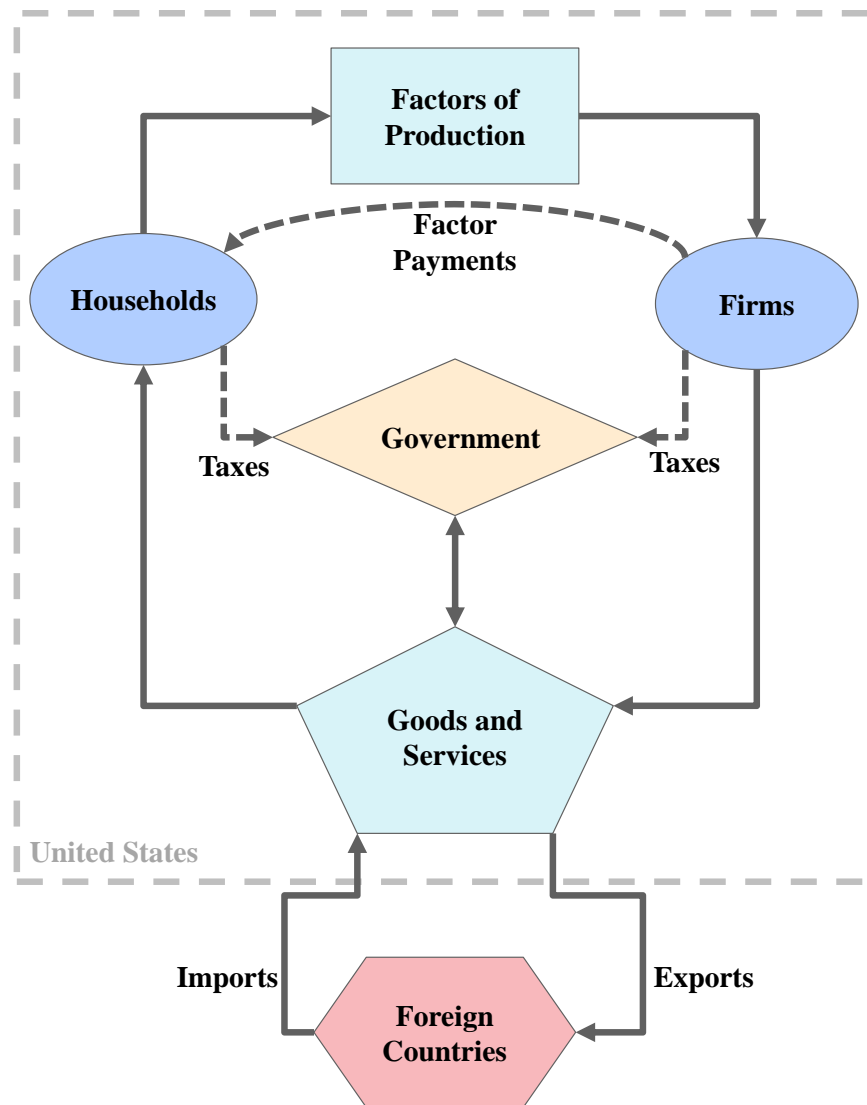 Factors of
Production
Factor
Payments
Households
Firms
Government
Taxes
Taxes
Goods and
Services
United States
Imports
Exports
Foreign
Countries